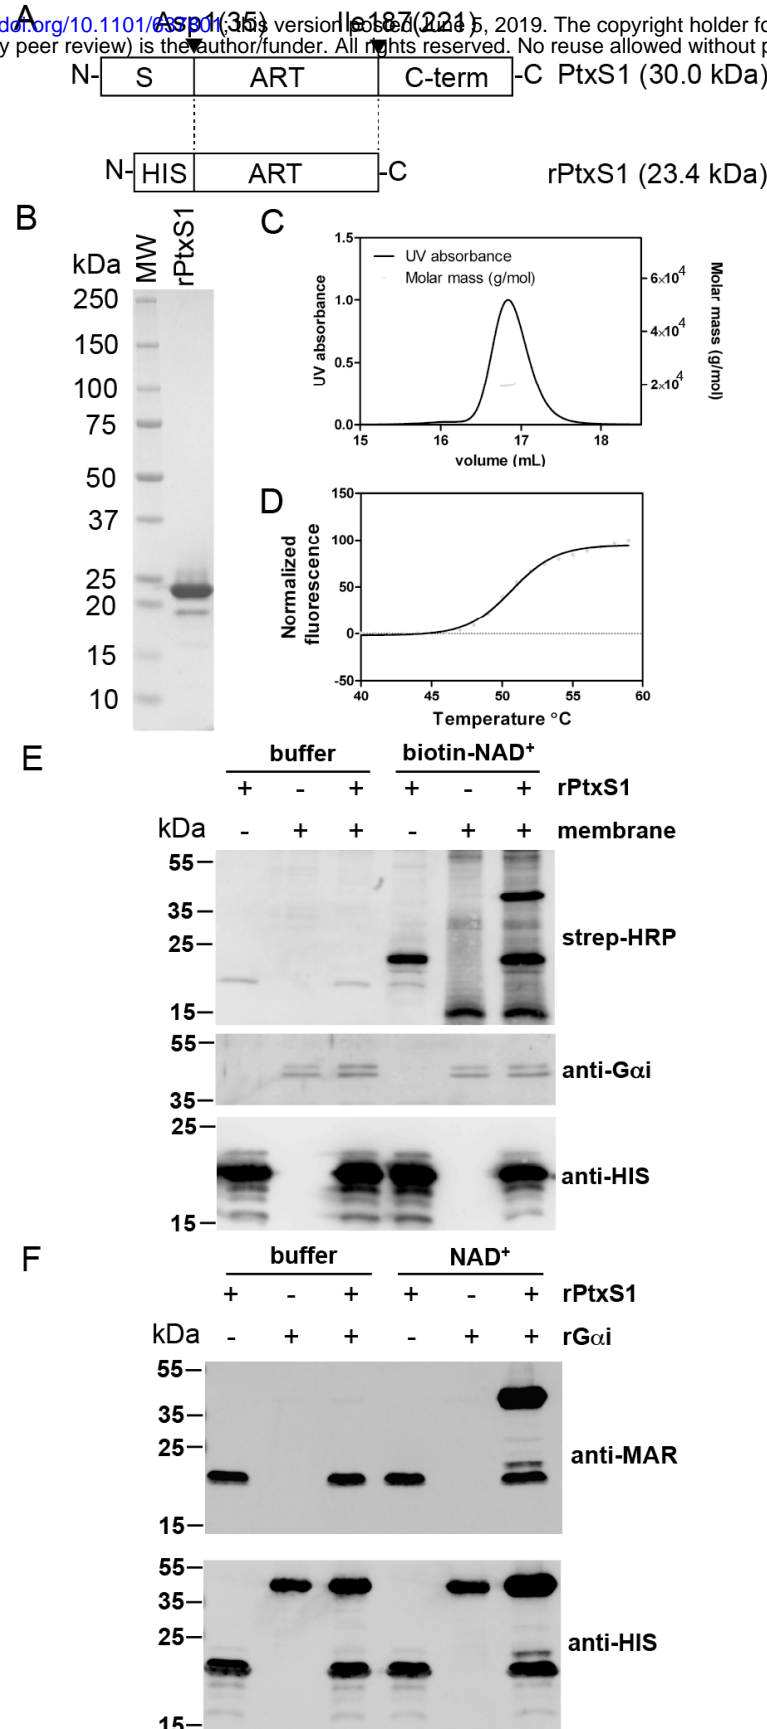 A
doi.org/10.1101/637801; this version posted June 5, 2019. The copyright holder fo
y peer review) is the author/funder. All rights reserved. No reuse allowed without p
Ile187(221)
N- S ART C-term -C PtxS1 (30.0 kDa)
N- HIS ART -C rPtxS1 (23.4 kDa)
B
kDa MW rPtxS1
250
150
100
75
50
37
25
20
15
10
C
UV absorbance
Molar mass (g/mol)
UV absorbance
1.5
1.0
0.5
0.0
6×10⁴
4×10⁴
2×10⁴
Molar mass (g/mol)
15 16 17 18
volume (mL)
D
Normalized fluorescence
150
100
50
0
-50
40 45 50 55 60
Temperature °C
E
buffer biotin-NAD⁺
+ - + + - + rPtxS1
kDa - + + - + + membrane
55
35
25
15
strep-HRP
55
35
anti-Gαi
25
15
anti-HIS
F
buffer NAD⁺
+ - + + - + rPtxS1
kDa - + + - + + rGαi
55
35
25
15
anti-MAR
55
35
25
15
anti-HIS